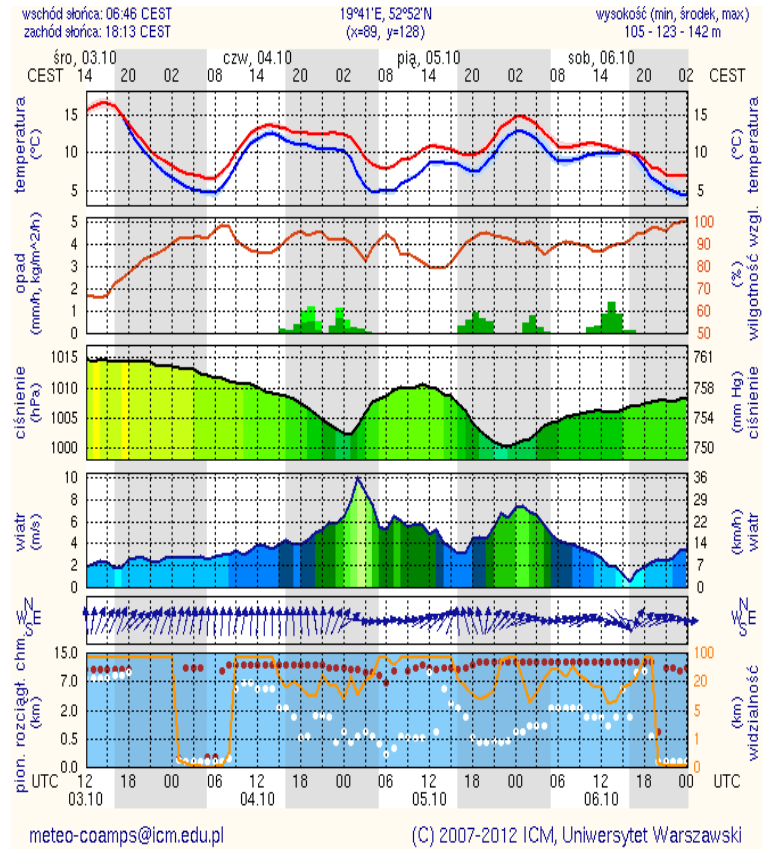 wschód słońca: 06:46 CEST 19°41'E, 52°52'N wysokość (min, środek, max)
zachód słońca: 18:13 CEST (x=89, y=128) 105 - 123 - 142 m
śro, 03.10 czw, 04.10 pią, 05.10 sob, 06.10
CEST 14 20 02 08 14 20 02 08 14 20 02 08 14 20 02 CEST
temperatura (°C)
15 10 5
15 10 5
temperatura (°C)
opad (mm/h, kg/m^2/h)
5 4 3 2 1 0
100 90 80 70 60 50
wilgotność wzgl. (%)
ciśnienie (hPa)
1015 1010 1005 1000
761 758 754 750
(mm Hg) ciśnienie
wiatr (m/s)
10 8 6 4 2 0
36 29 22 14 7 0
(km/h) wiatr
N W E S
N W E S
pion. rozciągł. chm. (km)
15.0 7.0 2.0 0.5 0.0
100 20 5 1 0
(km) widzialność
UTC 12 18 00 06 12 18 00 06 12 18 00 06 12 18 00 UTC
03.10 04.10 05.10 06.10
meteo-coamps@icm.edu.pl (C) 2007-2012 ICM, Uniwersytet Warszawski